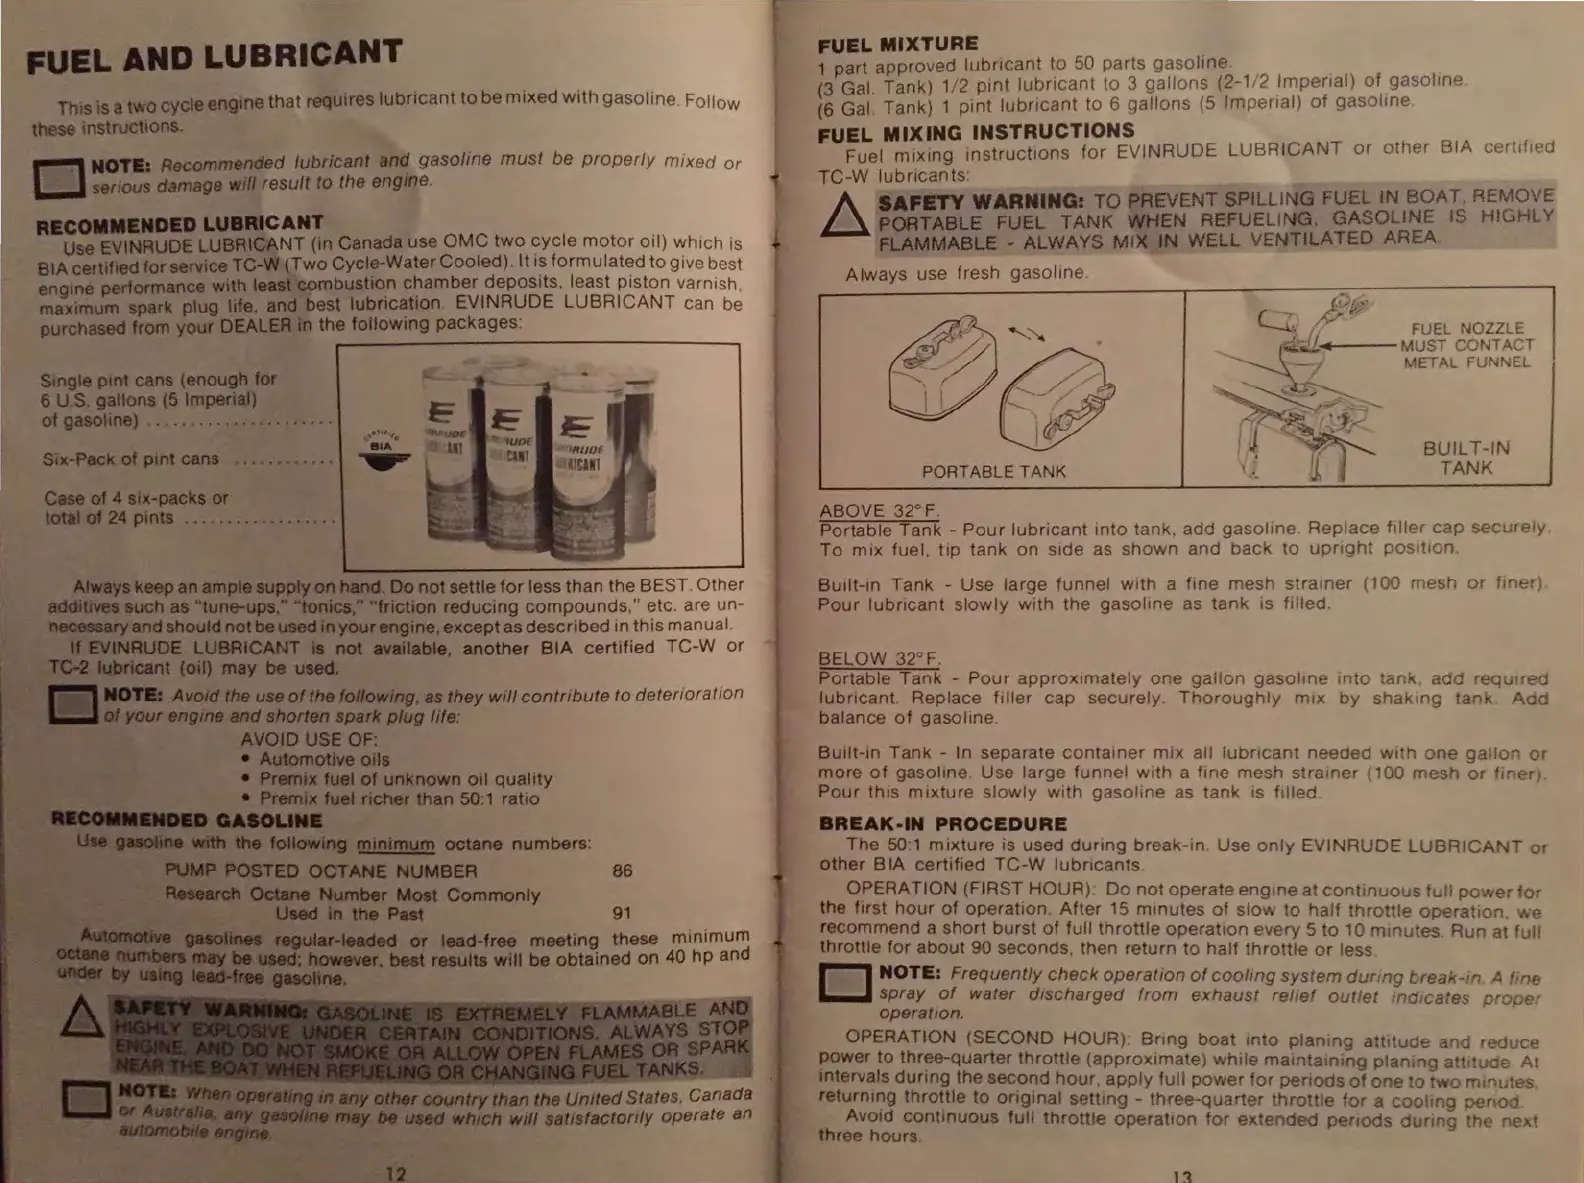 FUEL AND LUBRICANT
This is a two cycle engine that requires lubricant to be mixed with gasoline. Follow
these instructions.
NOTE: Recommended lubricant and gasoline must be properly mixed or
serious damage will result to the engine.
RECOMMENDED LUBRICANT
Use EVINRUDE LUBRICANT (in Canada use OMC two cycle motor oil) which is
BIA certified for service TC-W (Two Cycle-Water Cooled). It is formulated to give best
engine performance with least combustion chamber deposits, least piston varnish,
maximum spark plug life, and best lubrication. EVINRUDE LUBRICANT can be
purchased from your DEALER in the following packages:
Single pint cans (enough for
6 U.S. gallons (5 Imperial)
of gasoline) ......................
Six-Pack of pint cans ............
Case of 4 six-packs or
total of 24 pints ...................
CERTIFIED
BIA
E
E
E
Always keep an ample supply on hand. Do not settle for less than the BEST. Other
additives such as "tune-ups," "tonics," "friction reducing compounds," etc. are un-
necessary and should not be used in your engine, except as described in this manual.
If EVINRUDE LUBRICANT is not available, another BIA certified TC-W or
TC-2 lubricant (oil) may be used.
NOTE: Avoid the use of the following, as they will contribute to deterioration
of your engine and shorten spark plug life:
AVOID USE OF:
• Automotive oils
• Premix fuel of unknown oil quality
• Premix fuel richer than 50:1 ratio
RECOMMENDED GASOLINE
Use gasoline with the following minimum octane numbers:
PUMP POSTED OCTANE NUMBER 86
Research Octane Number Most Commonly
Used in the Past 91
Automotive gasolines regular-leaded or lead-free meeting these minimum
octane numbers may be used; however, best results will be obtained on 40 hp and
under by using lead-free gasoline.
SAFETY WARNING: GASOLINE IS EXTREMELY FLAMMABLE AND
HIGHLY EXPLOSIVE UNDER CERTAIN CONDITIONS. ALWAYS STOP
ENGINE, AND DO NOT SMOKE OR ALLOW OPEN FLAMES OR SPARK
NEAR THE BOAT WHEN REFUELING OR CHANGING FUEL TANKS.
NOTE: When operating in any other country than the United States, Canada
or Australia, any gasoline may be used which will satisfactorily operate an
automobile engine.
12
FUEL MIXTURE
1 part approved lubricant to 50 parts gasoline.
(3 Gal. Tank) 1/2 pint lubricant to 3 gallons (2-1/2 Imperial) of gasoline.
(6 Gal. Tank) 1 pint lubricant to 6 gallons (5 Imperial) of gasoline.
FUEL MIXING INSTRUCTIONS
Fuel mixing instructions for EVINRUDE LUBRICANT or other BIA certified
TC-W lubricants:
SAFETY WARNING: TO PREVENT SPILLING FUEL IN BOAT, REMOVE
PORTABLE FUEL TANK WHEN REFUELING. GASOLINE IS HIGHLY
FLAMMABLE - ALWAYS MIX IN WELL VENTILATED AREA.
Always use fresh gasoline.
PORTABLE TANK
FUEL NOZZLE
MUST CONTACT
METAL FUNNEL
BUILT-IN
TANK
ABOVE 32°F.
Portable Tank - Pour lubricant into tank, add gasoline. Replace filler cap securely.
To mix fuel, tip tank on side as shown and back to upright position.
Built-in Tank - Use large funnel with a fine mesh strainer (100 mesh or finer).
Pour lubricant slowly with the gasoline as tank is filled.
BELOW 32°F.
Portable Tank - Pour approximately one gallon gasoline into tank, add required
lubricant. Replace filler cap securely. Thoroughly mix by shaking tank. Add
balance of gasoline.
Built-in Tank - In separate container mix all lubricant needed with one gallon or
more of gasoline. Use large funnel with a fine mesh strainer (100 mesh or finer).
Pour this mixture slowly with gasoline as tank is filled.
BREAK-IN PROCEDURE
The 50:1 mixture is used during break-in. Use only EVINRUDE LUBRICANT or
other BIA certified TC-W lubricants.
OPERATION (FIRST HOUR): Do not operate engine at continuous full power for
the first hour of operation. After 15 minutes of slow to half throttle operation, we
recommend a short burst of full throttle operation every 5 to 10 minutes. Run at full
throttle for about 90 seconds, then return to half throttle or less.
NOTE: Frequently check operation of cooling system during break-in. A fine
spray of water discharged from exhaust relief outlet indicates proper
operation.
OPERATION (SECOND HOUR): Bring boat into planing attitude and reduce
power to three-quarter throttle (approximate) while maintaining planing attitude. At
intervals during the second hour, apply full power for periods of one to two minutes,
returning throttle to original setting - three-quarter throttle for a cooling period.
Avoid continuous full throttle operation for extended periods during the next
three hours.
13